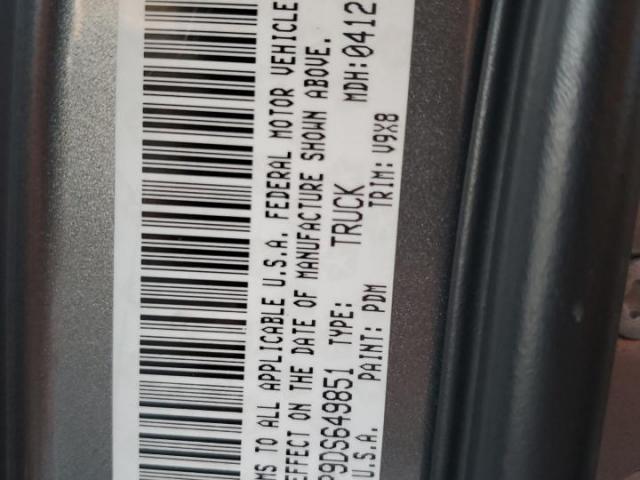 MS TO ALL APPLICABLE U.S.A. FEDERAL MOTOR VEHICLE
EFFECT ON THE DATE OF MANUFACTURE SHOWN ABOVE.
P9DS649851 TYPE: TRUCK MDH:0412
U.S.A. PAINT: PDM TRIM: V9X8